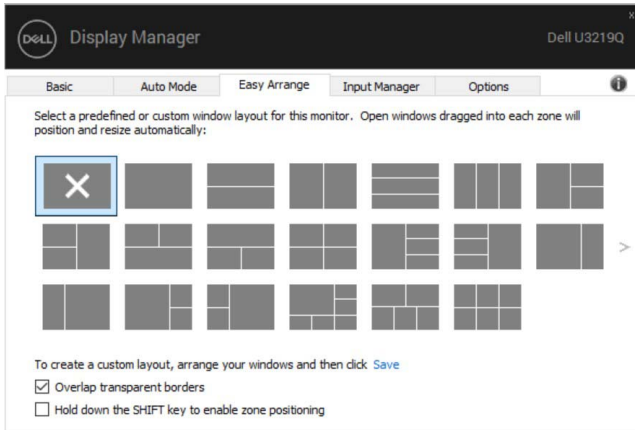 x
DELL
Display Manager
Dell U3219Q
Basic
Auto Mode
Easy Arrange
Input Manager
Options
i
Select a predefined or custom window layout for this monitor. Open windows dragged into each zone will
position and resize automatically:
>
To create a custom layout, arrange your windows and then click Save
Overlap transparent borders
Hold down the SHIFT key to enable zone positioning